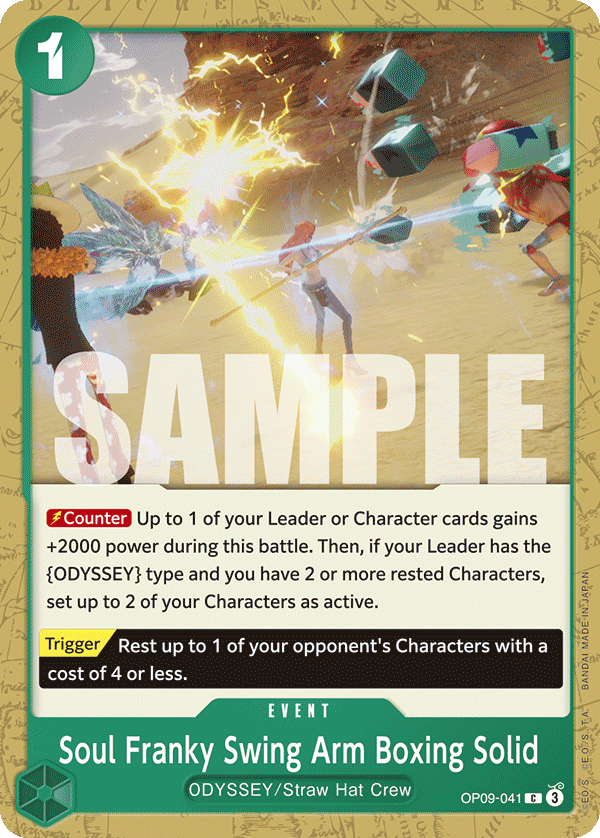 1
SAMPLE
Counter Up to 1 of your Leader or Character cards gains
+2000 power during this battle. Then, if your Leader has the
{ODYSSEY} type and you have 2 or more rested Characters,
set up to 2 of your Characters as active.
Trigger Rest up to 1 of your opponent's Characters with a
cost of 4 or less.
EVENT
Soul Franky Swing Arm Boxing Solid
ODYSSEY/Straw Hat Crew
OP09-041 C 3
BANDAI MADE IN JAPAN